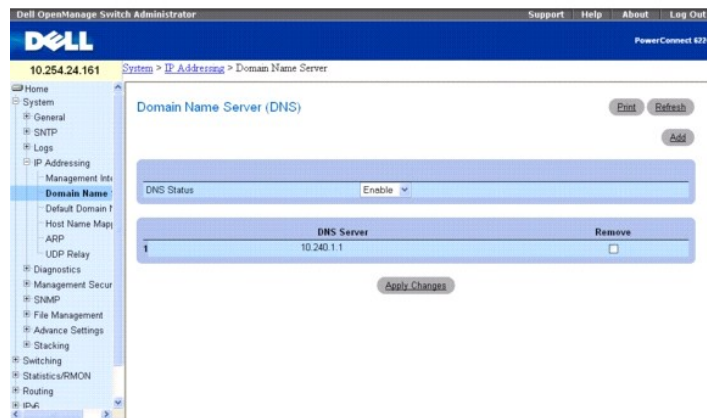 Dell OpenManage Switch Administrator
Support Help About Log Out
DELL
PowerConnect 622
10.254.24.161
System > IP Addressing > Domain Name Server
Home
System
General
SNTP
Logs
IP Addressing
Management Inte
Domain Name
Default Domain
Host Name Mapp
ARP
UDP Relay
Diagnostics
Management Secur
SNMP
File Management
Advance Settings
Stacking
Switching
Statistics/RMON
Routing
IPv6
Domain Name Server (DNS)
Print Refresh
Add
DNS Status Enable
DNS Server Remove
1 10.240.1.1
Apply Changes